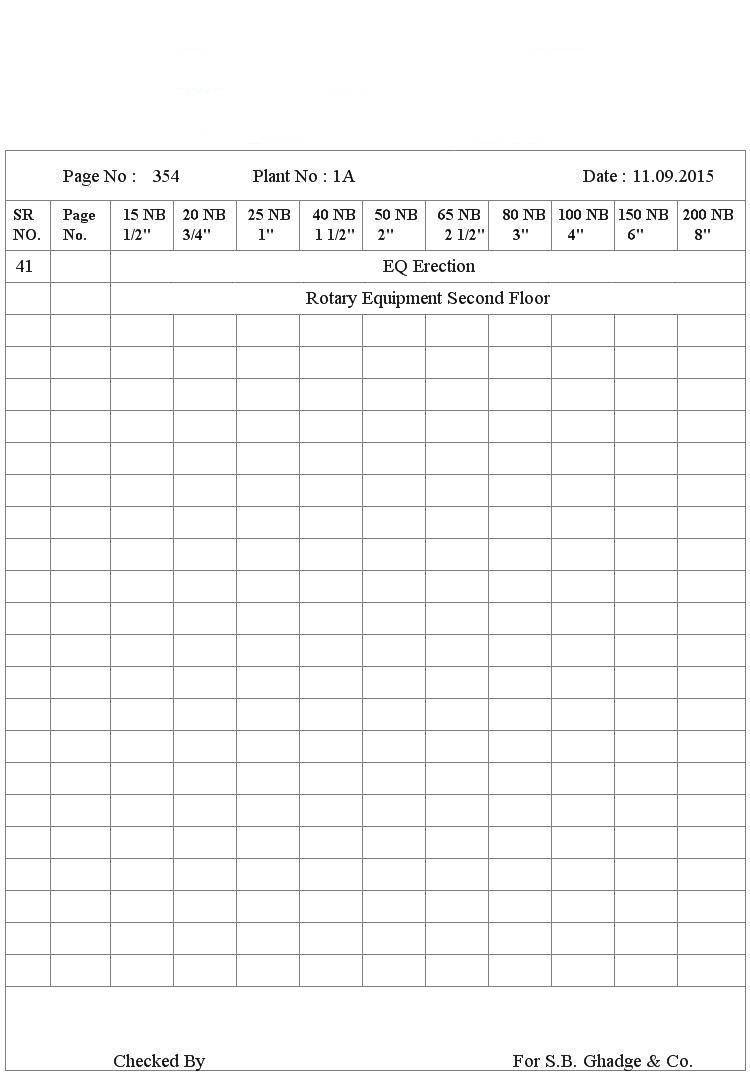 Page No : 354 Plant No : 1A Date : 11.09.2015
SR Page 15 NB 20 NB 25 NB 40 NB 50 NB 65 NB 80 NB 100 NB 150 NB 200 NB
NO. No. 1/2" 3/4" 1" 1 1/2" 2" 2 1/2" 3" 4" 6" 8"
41 EQ Erection
Rotary Equipment Second Floor
Checked By For S.B. Ghadge & Co.